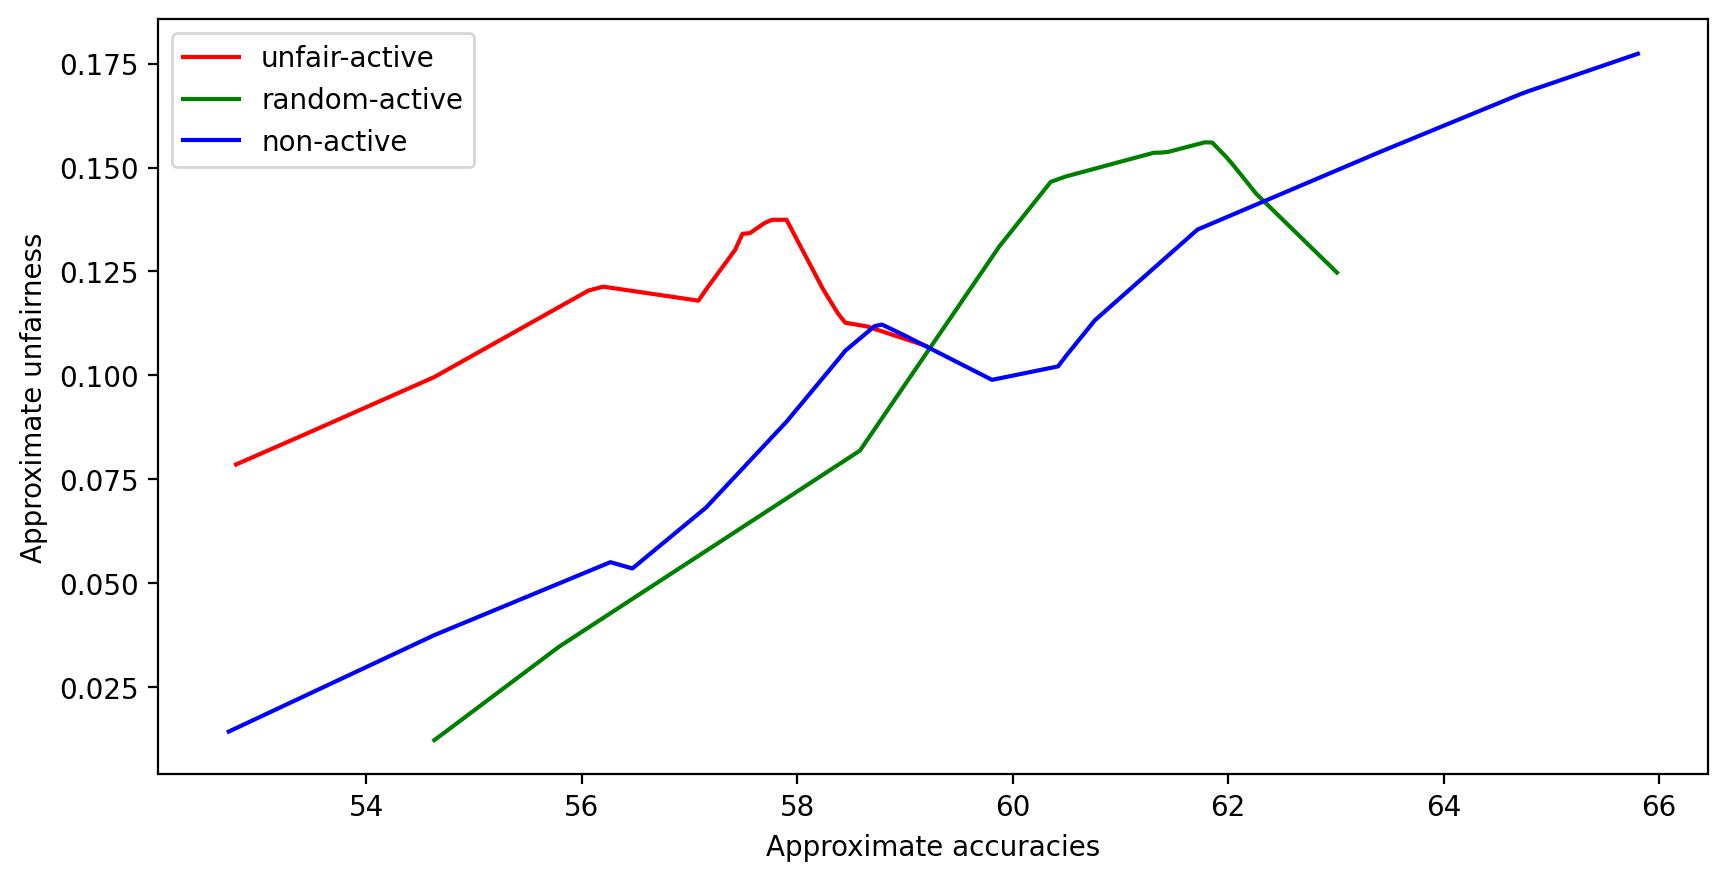 unfair-active
random-active
non-active
0.175
0.150
0.125
0.100
0.075
0.050
0.025
Approximate unfairness
54 56 58 60 62 64 66
Approximate accuracies